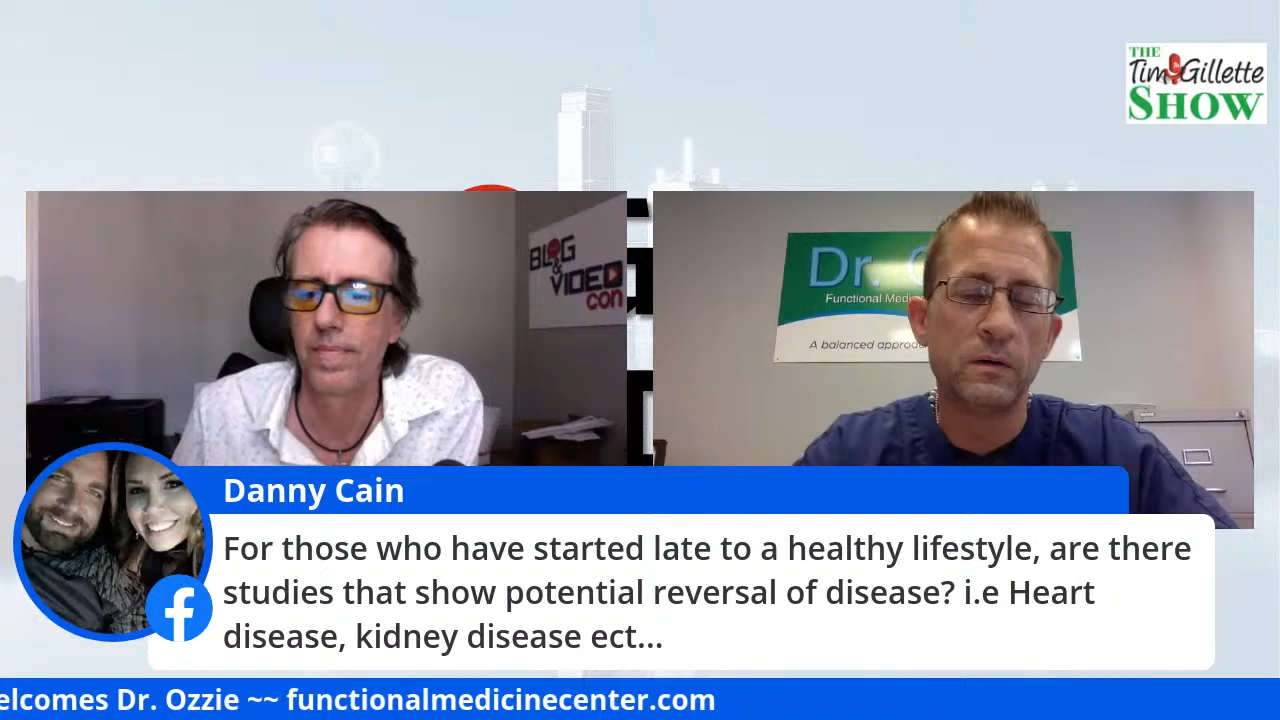 THE
Tim Gillette
SHOW
BLOG
&
VIDEO
con
Dr.
Functional
A balanced
Danny Cain
For those who have started late to a healthy lifestyle, are there
studies that show potential reversal of disease? i.e Heart
disease, kidney disease ect...
elcomes Dr. Ozzie ~~ functionalmedicinecenter.com